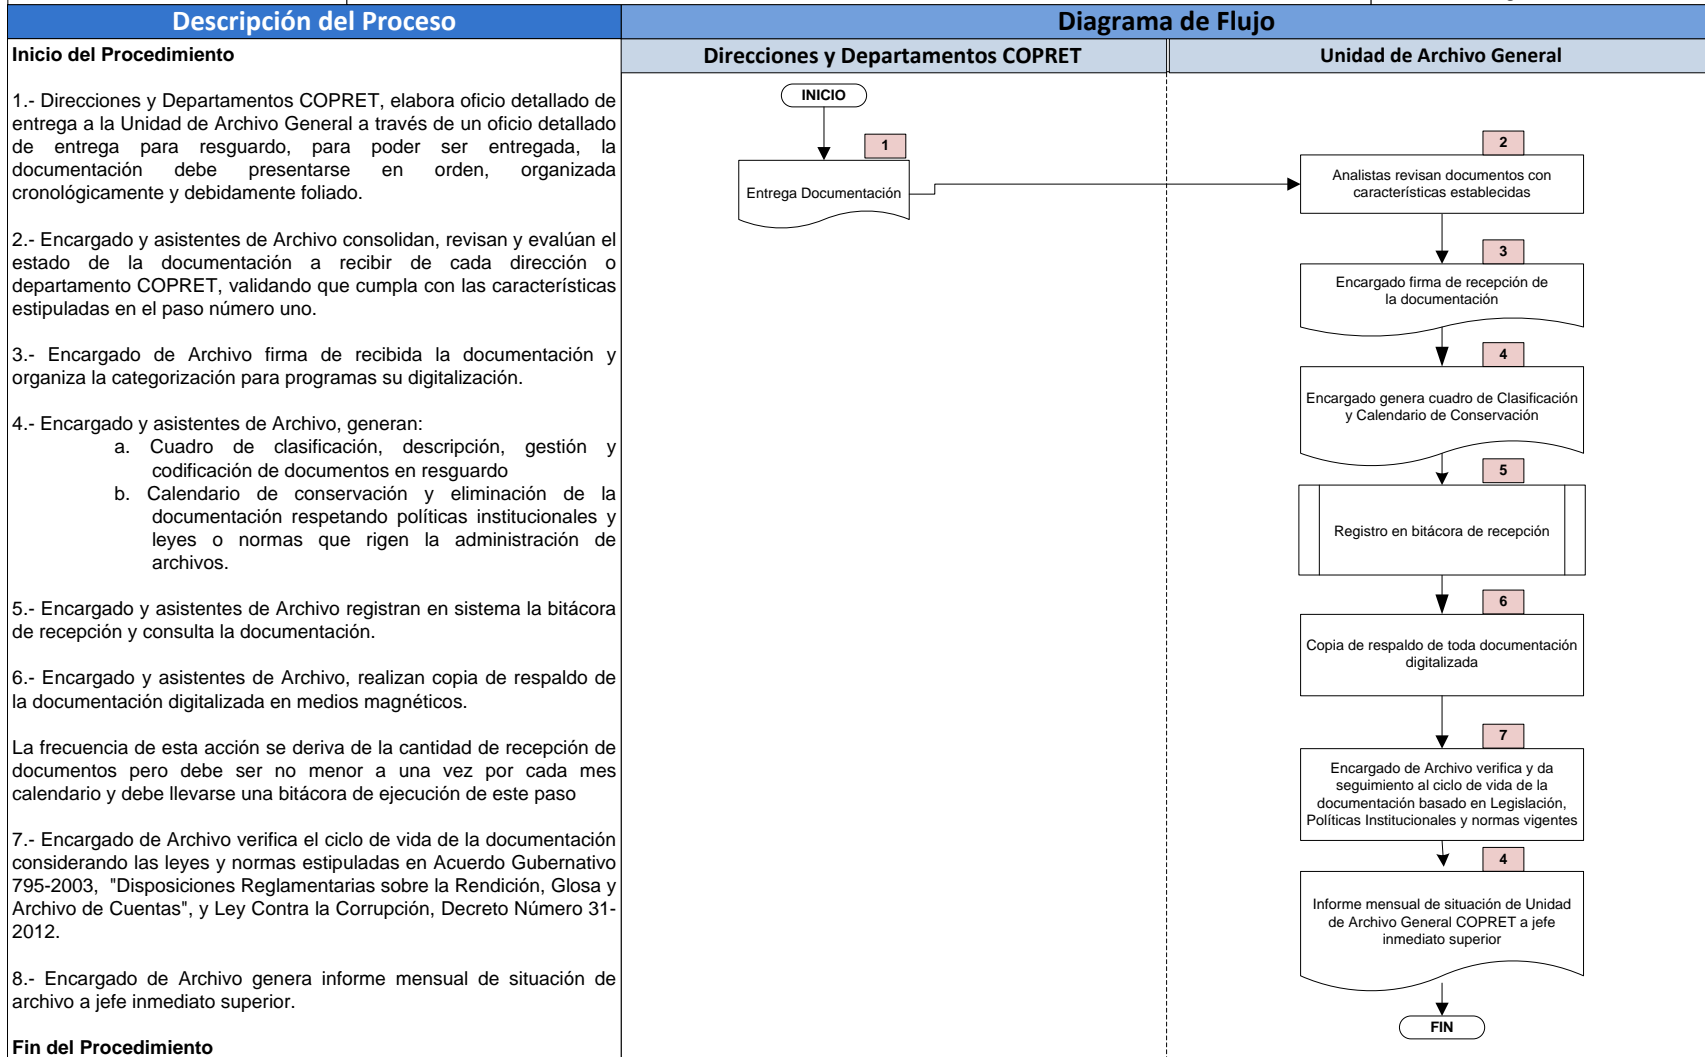 Descripción del Proceso
Diagrama de Flujo
Direcciones y Departamentos COPRET
Unidad de Archivo General
Inicio del Procedimiento
1.- Direcciones y Departamentos COPRET, elabora oficio detallado de
entrega a la Unidad de Archivo General a través de un oficio detallado
de entrega para resguardo, para poder ser entregada, la
documentación debe presentarse en orden, organizada
cronológicamente y debidamente foliado.
2.- Encargado y asistentes de Archivo consolidan, revisan y evalúan el
estado de la documentación a recibir de cada dirección o
departamento COPRET, validando que cumpla con las características
estipuladas en el paso número uno.
3.- Encargado de Archivo firma de recibida la documentación y
organiza la categorización para programas su digitalización.
4.- Encargado y asistentes de Archivo, generan:
a. Cuadro de clasificación, descripción, gestión y
codificación de documentos en resguardo
b. Calendario de conservación y eliminación de la
documentación respetando políticas institucionales y
leyes o normas que rigen la administración de
archivos.
5.- Encargado y asistentes de Archivo registran en sistema la bitácora
de recepción y consulta la documentación.
6.- Encargado y asistentes de Archivo, realizan copia de respaldo de
la documentación digitalizada en medios magnéticos.
La frecuencia de esta acción se deriva de la cantidad de recepción de
documentos pero debe ser no menor a una vez por cada mes
calendario y debe llevarse una bitácora de ejecución de este paso
7.- Encargado de Archivo verifica el ciclo de vida de la documentación
considerando las leyes y normas estipuladas en Acuerdo Gubernativo
795-2003, "Disposiciones Reglamentarias sobre la Rendición, Glosa y
Archivo de Cuentas", y Ley Contra la Corrupción, Decreto Número 31-
2012.
8.- Encargado de Archivo genera informe mensual de situación de
archivo a jefe inmediato superior.
Fin del Procedimiento
INICIO
1
Entrega Documentación
2
Analistas revisan documentos con
características establecidas
3
Encargado firma de recepción de
la documentación
4
Encargado genera cuadro de Clasificación
y Calendario de Conservación
5
Registro en bitácora de recepción
6
Copia de respaldo de toda documentación
digitalizada
7
Encargado de Archivo verifica y da
seguimiento al ciclo de vida de la
documentación basado en Legislación,
Políticas Institucionales y normas vigentes
4
Informe mensual de situación de Unidad
de Archivo General COPRET a jefe
inmediato superior
FIN